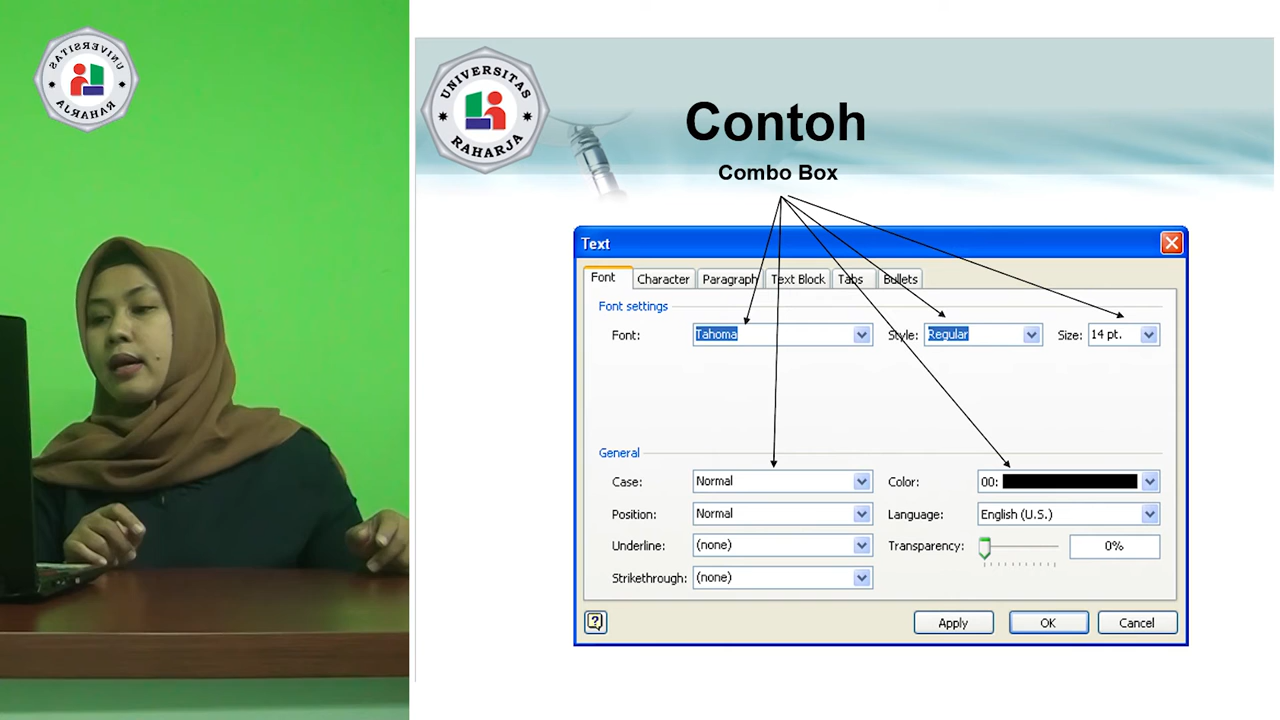 UNIVERSITAS
RAHARJA
UNIVERSITAS
RAHARJA
Contoh
Combo Box
Text
Font Character Paragraph Text Block Tabs Bullets
Font settings
Font: Tahoma Style: Regular Size: 14 pt.
General
Case: Normal Color: 00:
Position: Normal Language: English (U.S.)
Underline: (none) Transparency: 0%
Strikethrough: (none)
Apply OK Cancel